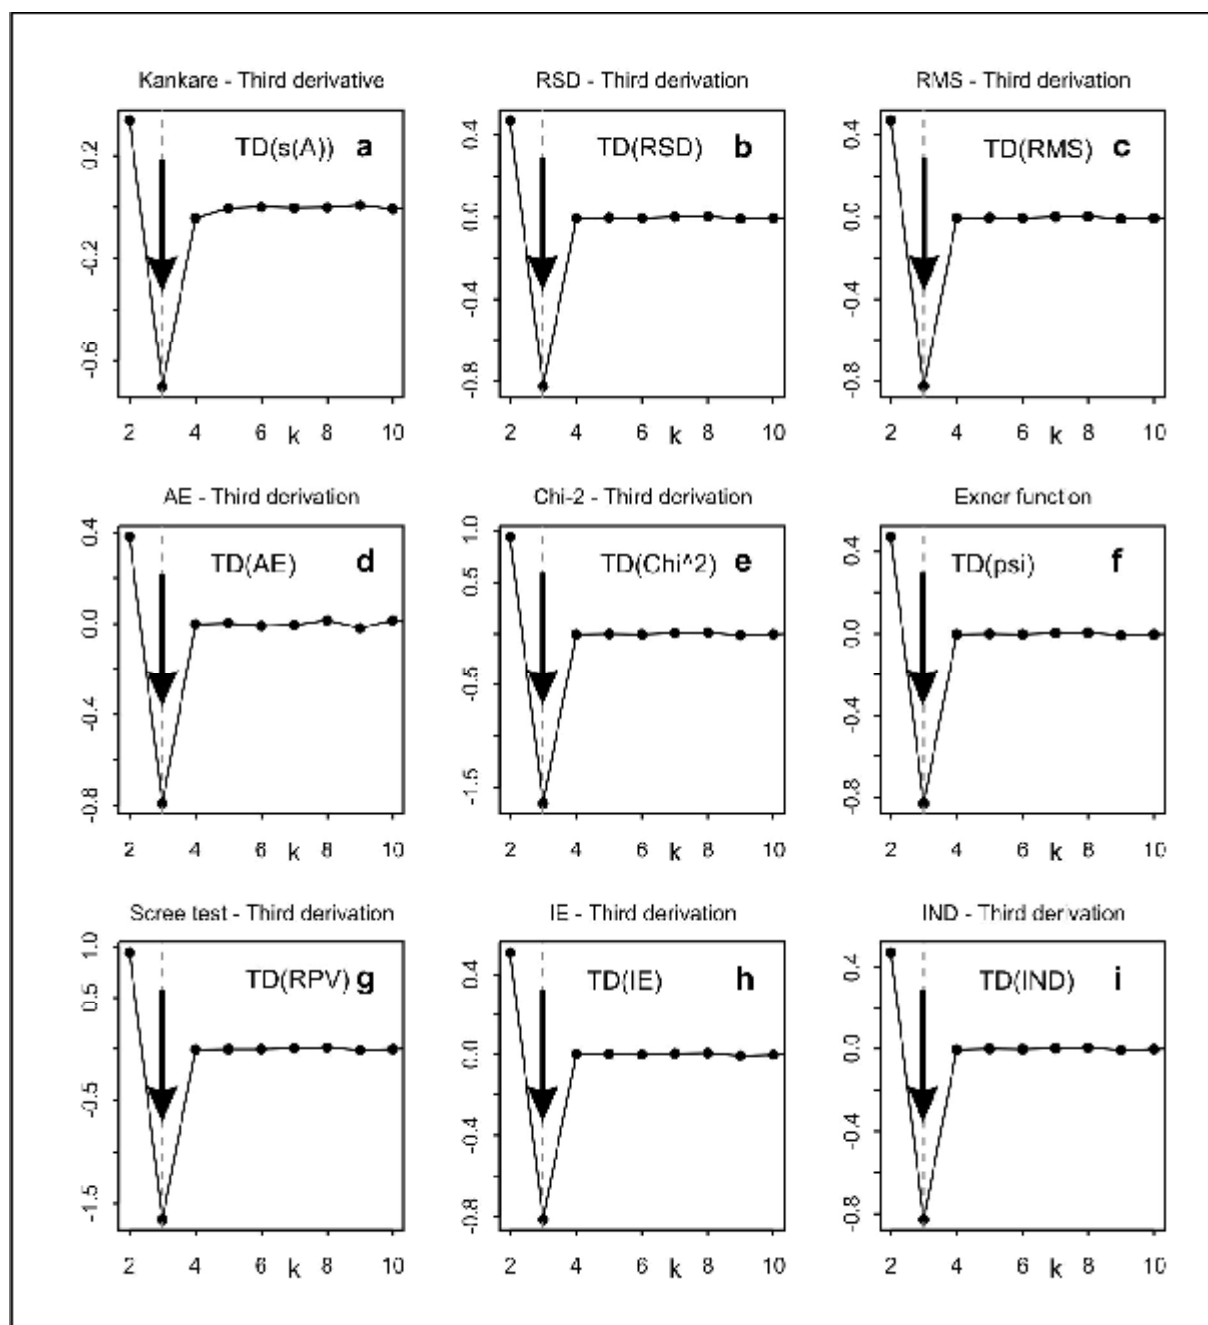 Kankare - Third derivative
TD(s(A)) a
0.2
-0.2
-0.6
2 4 6 k 8 10
RSD - Third derivation
TD(RSD) b
0.4
0.0
-0.4
-0.8
2 4 6 k 8 10
RMS - Third derivation
TD(RMS) c
0.4
0.0
-0.4
-0.8
2 4 6 k 8 10
AE - Third derivation
TD(AE) d
0.4
0.0
-0.4
-0.8
2 4 6 k 8 10
Chi-2 - Third derivation
TD(Chi^2) e
1.0
0.5
-0.5
-1.5
2 4 6 k 8 10
Exner function
TD(psi) f
0.4
0.0
-0.4
-0.8
2 4 6 k 8 10
Scree test - Third derivation
TD(RPV) g
1.0
0.5
-0.5
-1.5
2 4 6 k 8 10
IE - Third derivation
TD(IE) h
0.4
0.0
-0.4
-0.8
2 4 6 k 8 10
IND - Third derivation
TD(IND) i
0.4
0.0
-0.4
-0.8
2 4 6 k 8 10